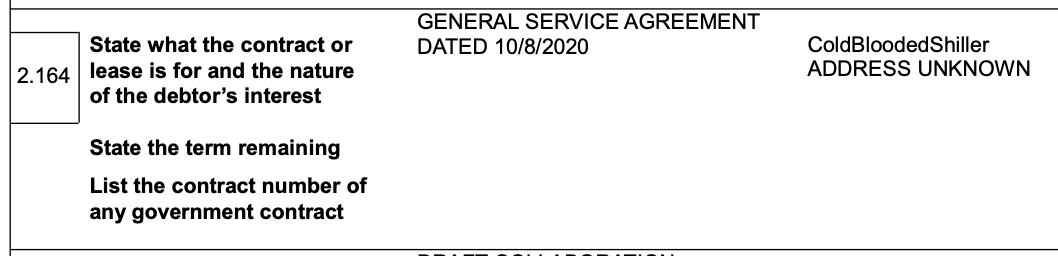 2.164
State what the contract or
lease is for and the nature
of the debtor's interest
State the term remaining
List the contract number of
any government contract
GENERAL SERVICE AGREEMENT
DATED 10/8/2020
ColdBloodedShiller
ADDRESS UNKNOWN